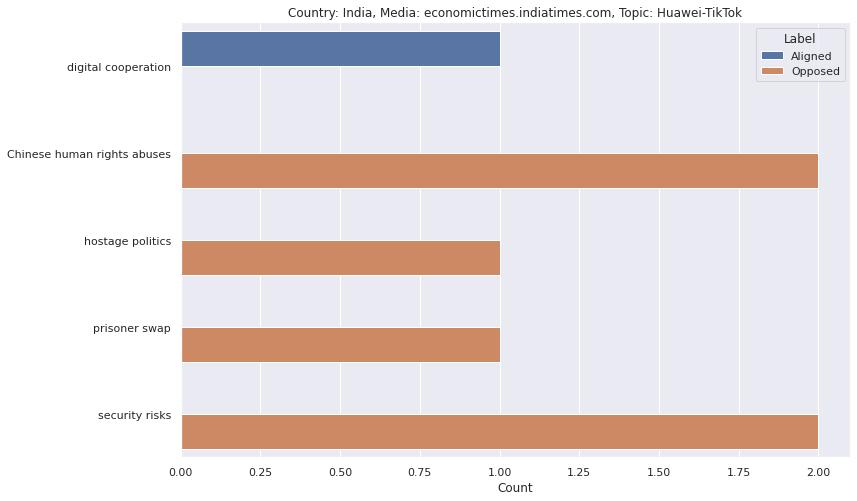 Country: India, Media: economictimes.indiatimes.com, Topic: Huawei-TikTok
Label
Aligned
Opposed
digital cooperation
Chinese human rights abuses
hostage politics
prisoner swap
security risks
0.00 0.25 0.50 0.75 1.00 1.25 1.50 1.75 2.00
Count